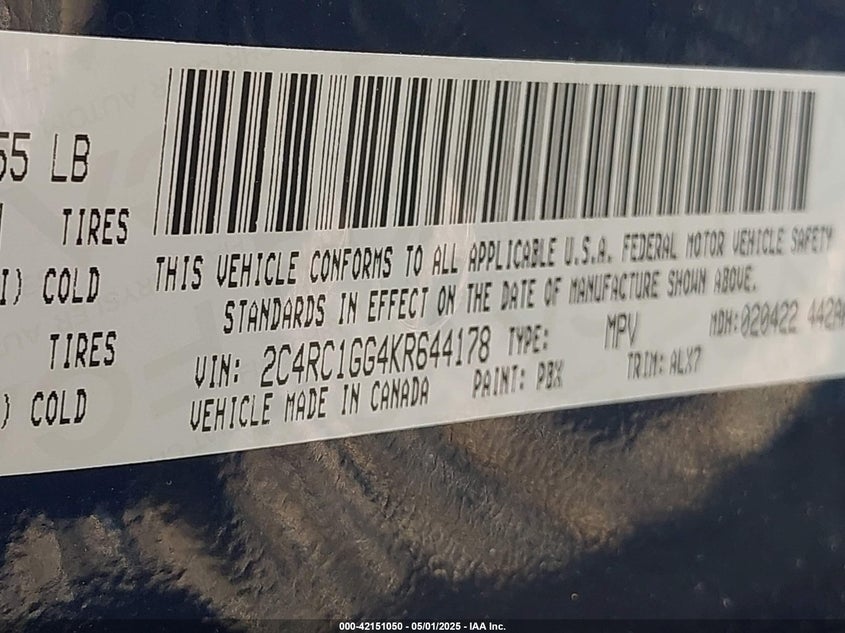 55 LB
TIRES
I) COLD
TIRES
) COLD
THIS VEHICLE CONFORMS TO ALL APPLICABLE U.S.A. FEDERAL MOTOR VEHICLE SAFETY
STANDARDS IN EFFECT ON THE DATE OF MANUFACTURE SHOWN ABOVE.
VIN: 2C4RC1GG4KR644178 TYPE: MPV MDH:020422 442A
VEHICLE MADE IN CANADA PAINT: PBX TRIM: ALX7
000-42151050 - 05/01/2025 - IAA Inc.